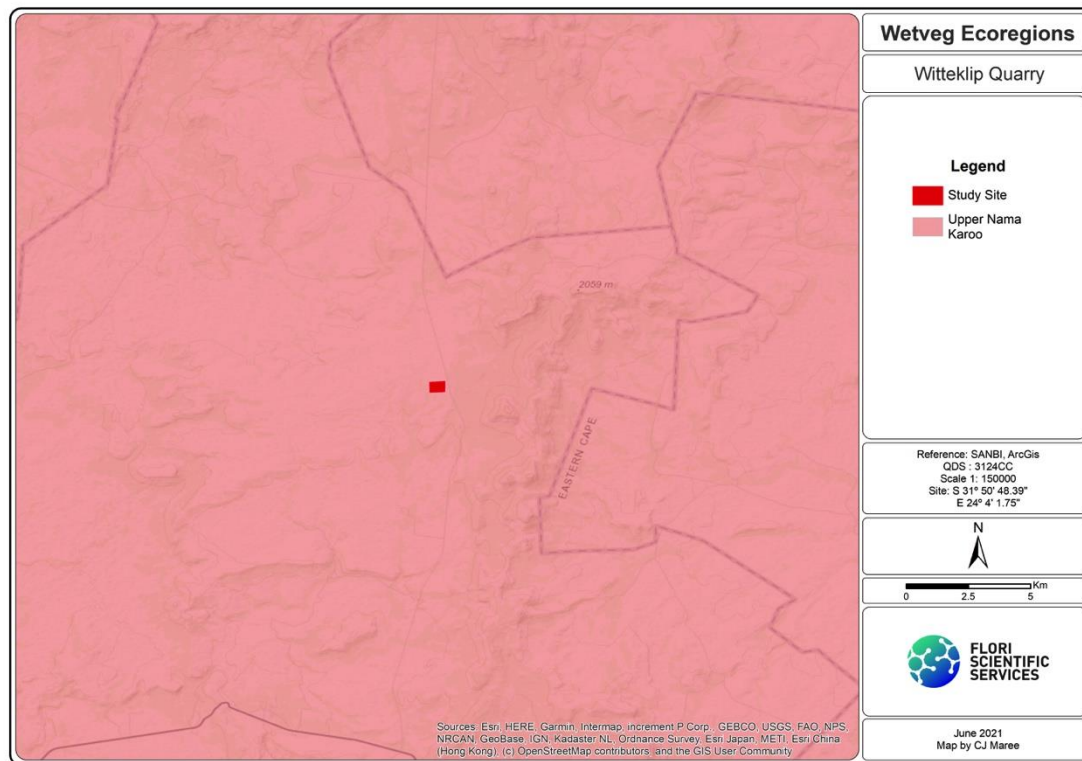 Wetveg Ecoregions
Witteklip Quarry
Legend
Study Site
Upper Nama
Karoo
2059 m
EASTERN CAPE
Reference: SANBI, ArcGis
QDS : 3124CC
Scale 1: 150000
Site: S 31° 50' 48.39"
E 24° 4' 1.75"
N
Km
0 2.5 5
FLORI
SCIENTIFIC
SERVICES
Sources: Esri, HERE, Garmin, Intermap, increment P Corp., GEBCO, USGS, FAO, NPS,
NRCAN, GeoBase, IGN, Kadaster NL, Ordnance Survey, Esri Japan, METI, Esri China
(Hong Kong), (c) OpenStreetMap contributors, and the GIS User Community
June 2021
Map by CJ Maree